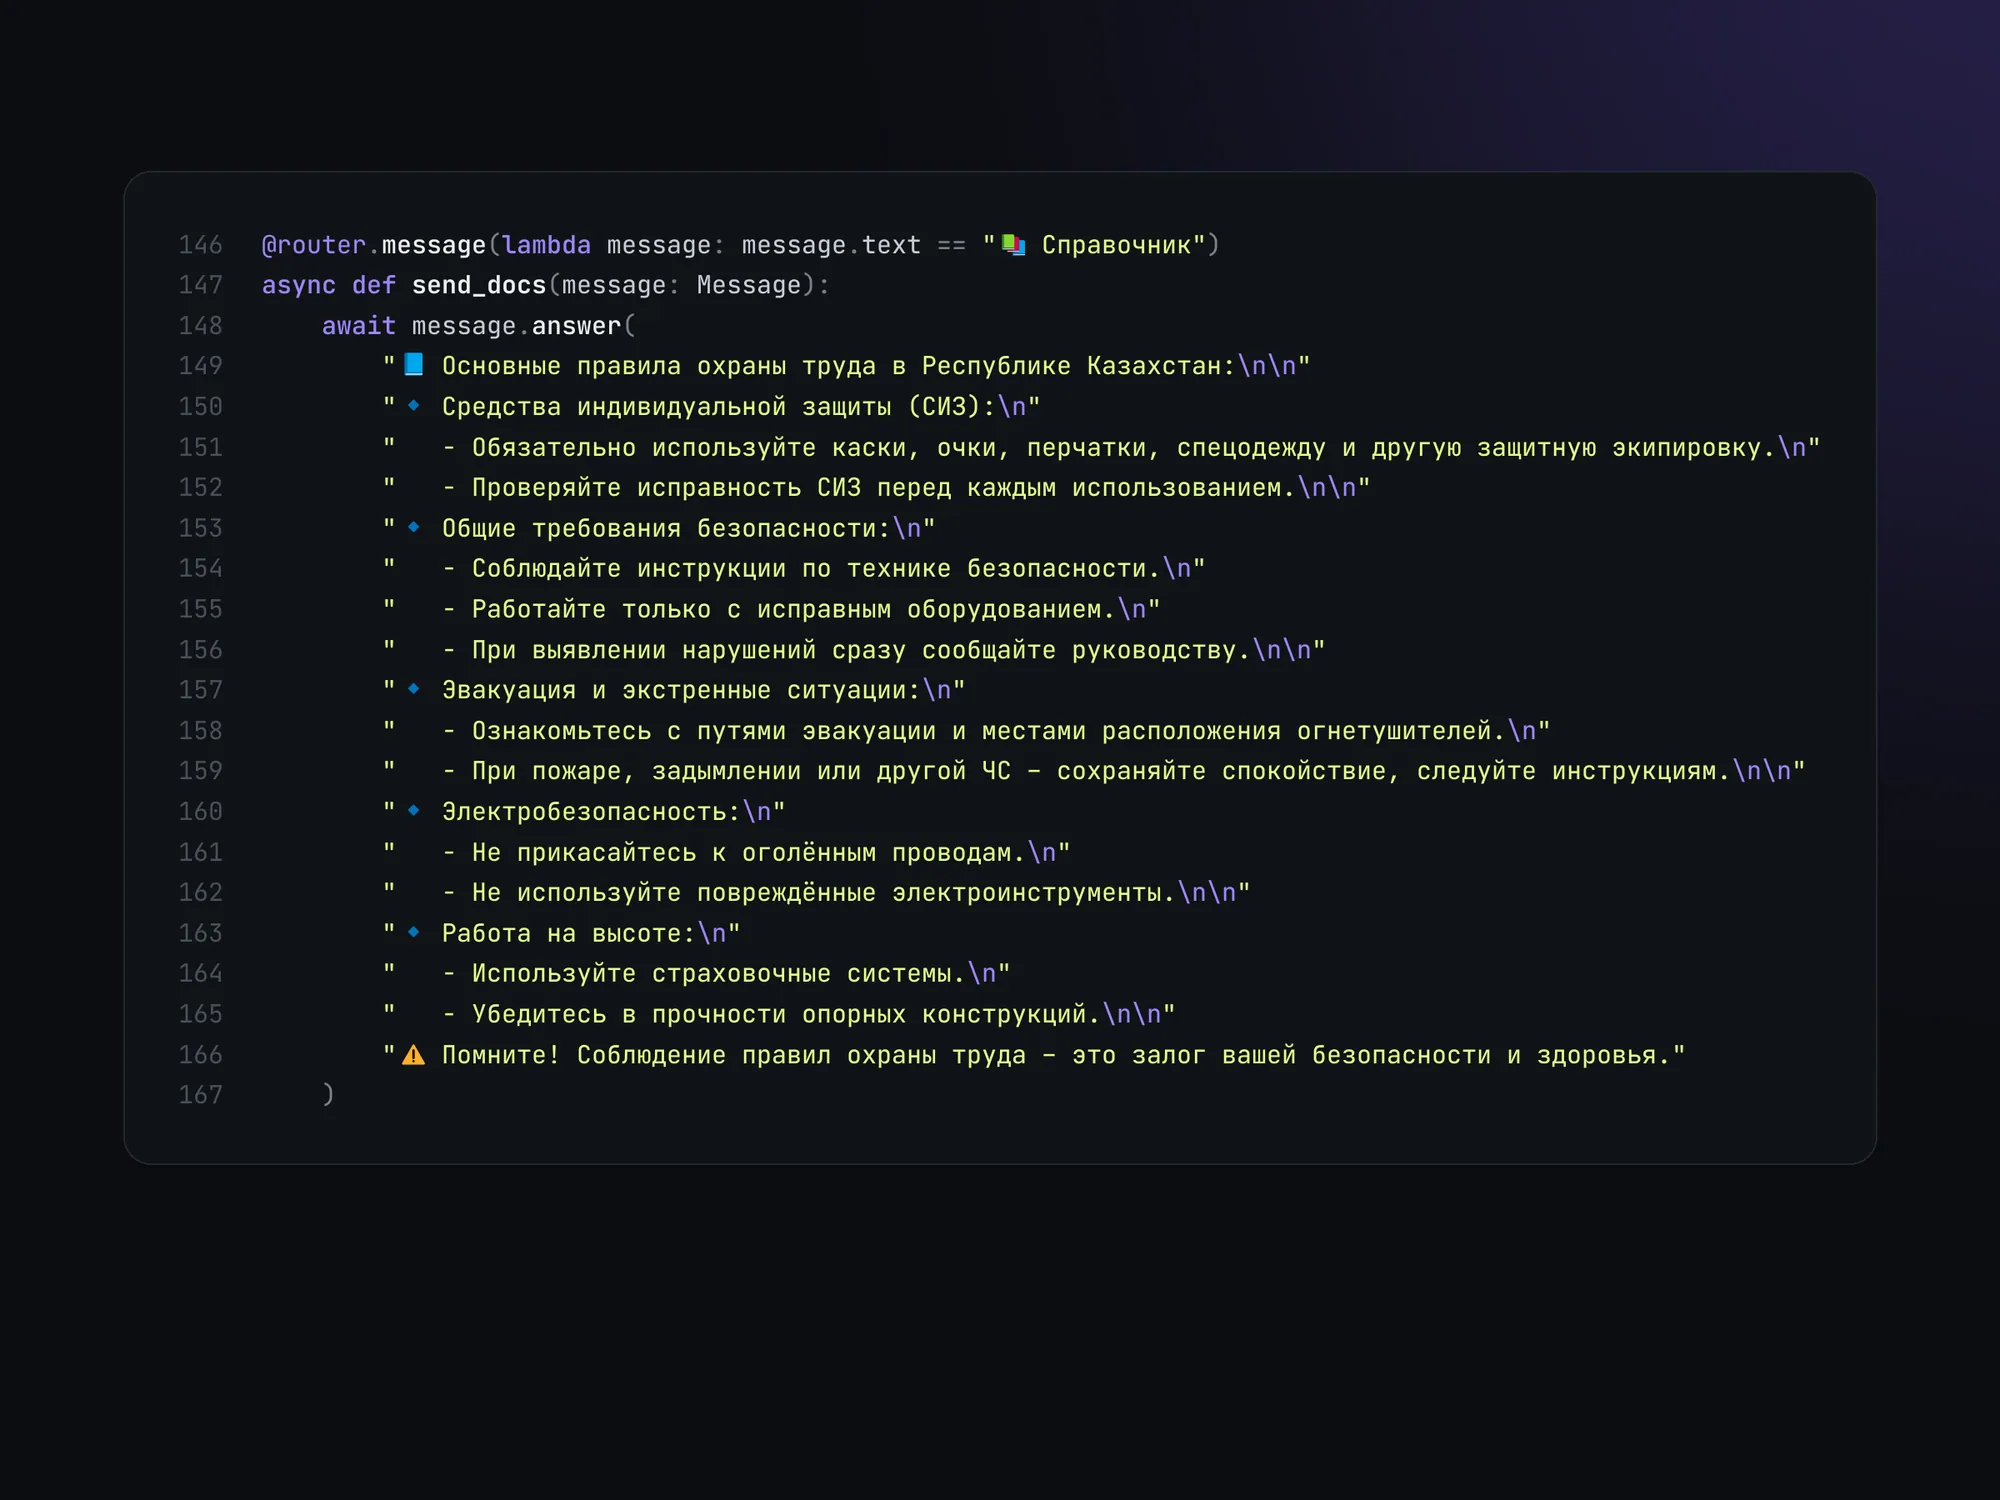 146 @router.message(lambda message: message.text == "📚 Справочник")
147 async def send_docs(message: Message):
148     await message.answer(
149         "📘 Основные правила охраны труда в Республике Казахстан:\n\n"
150         "🔹 Средства индивидуальной защиты (СИЗ):\n"
151         "   - Обязательно используйте каски, очки, перчатки, спецодежду и другую защитную экипировку.\n"
152         "   - Проверяйте исправность СИЗ перед каждым использованием.\n\n"
153         "🔹 Общие требования безопасности:\n"
154         "   - Соблюдайте инструкции по технике безопасности.\n"
155         "   - Работайте только с исправным оборудованием.\n"
156         "   - При выявлении нарушений сразу сообщайте руководству.\n\n"
157         "🔹 Эвакуация и экстренные ситуации:\n"
158         "   - Ознакомьтесь с путями эвакуации и местами расположения огнетушителей.\n"
159         "   - При пожаре, задымлении или другой ЧС – сохраняйте спокойствие, следуйте инструкциям.\n\n"
160         "🔹 Электробезопасность:\n"
161         "   - Не прикасайтесь к оголённым проводам.\n"
162         "   - Не используйте повреждённые электроинструменты.\n\n"
163         "🔹 Работа на высоте:\n"
164         "   - Используйте страховочные системы.\n"
165         "   - Убедитесь в прочности опорных конструкций.\n\n"
166         "⚠️ Помните! Соблюдение правил охраны труда – это залог вашей безопасности и здоровья."
167     )